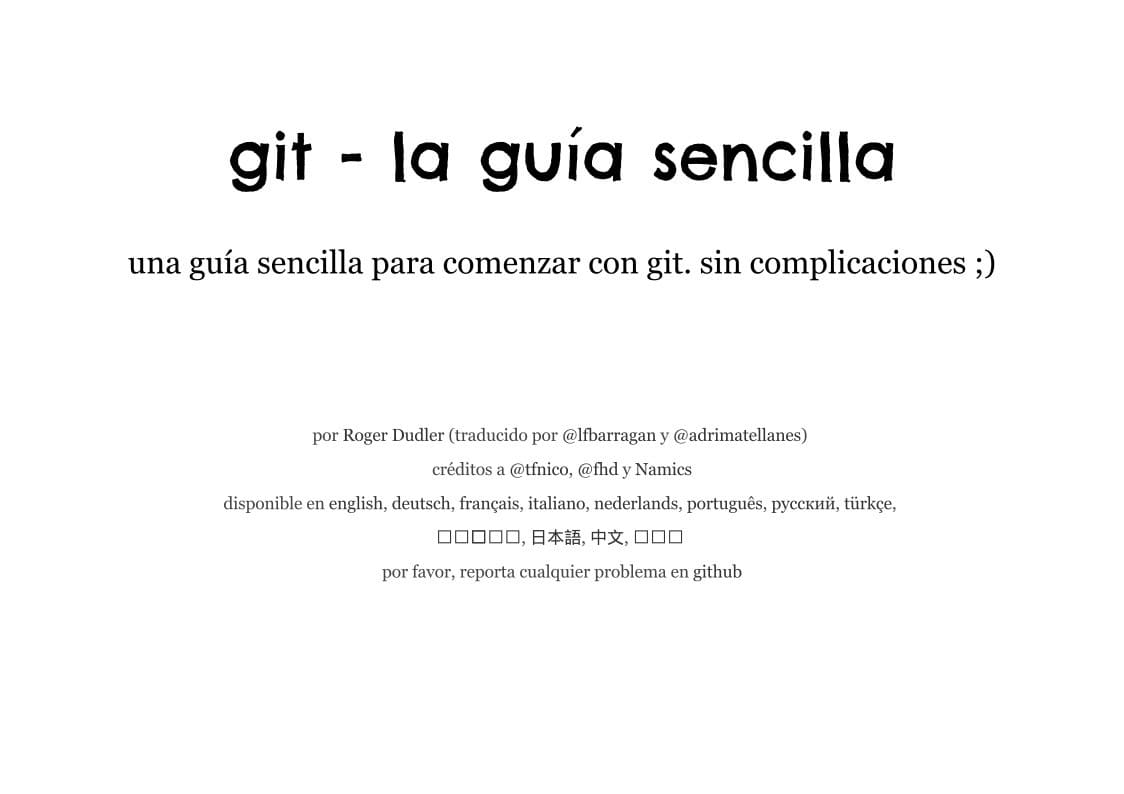 git - la guía sencilla
una guía sencilla para comenzar con git. sin complicaciones ;)
por Roger Dudler (traducido por @lfbarragan y @adrimatellanes)
créditos a @tfnico, @fhd y Namics
disponible en english, deutsch, français, italiano, nederlands, português, русский, türkçe,
, 日本語, 中文,
por favor, reporta cualquier problema en github